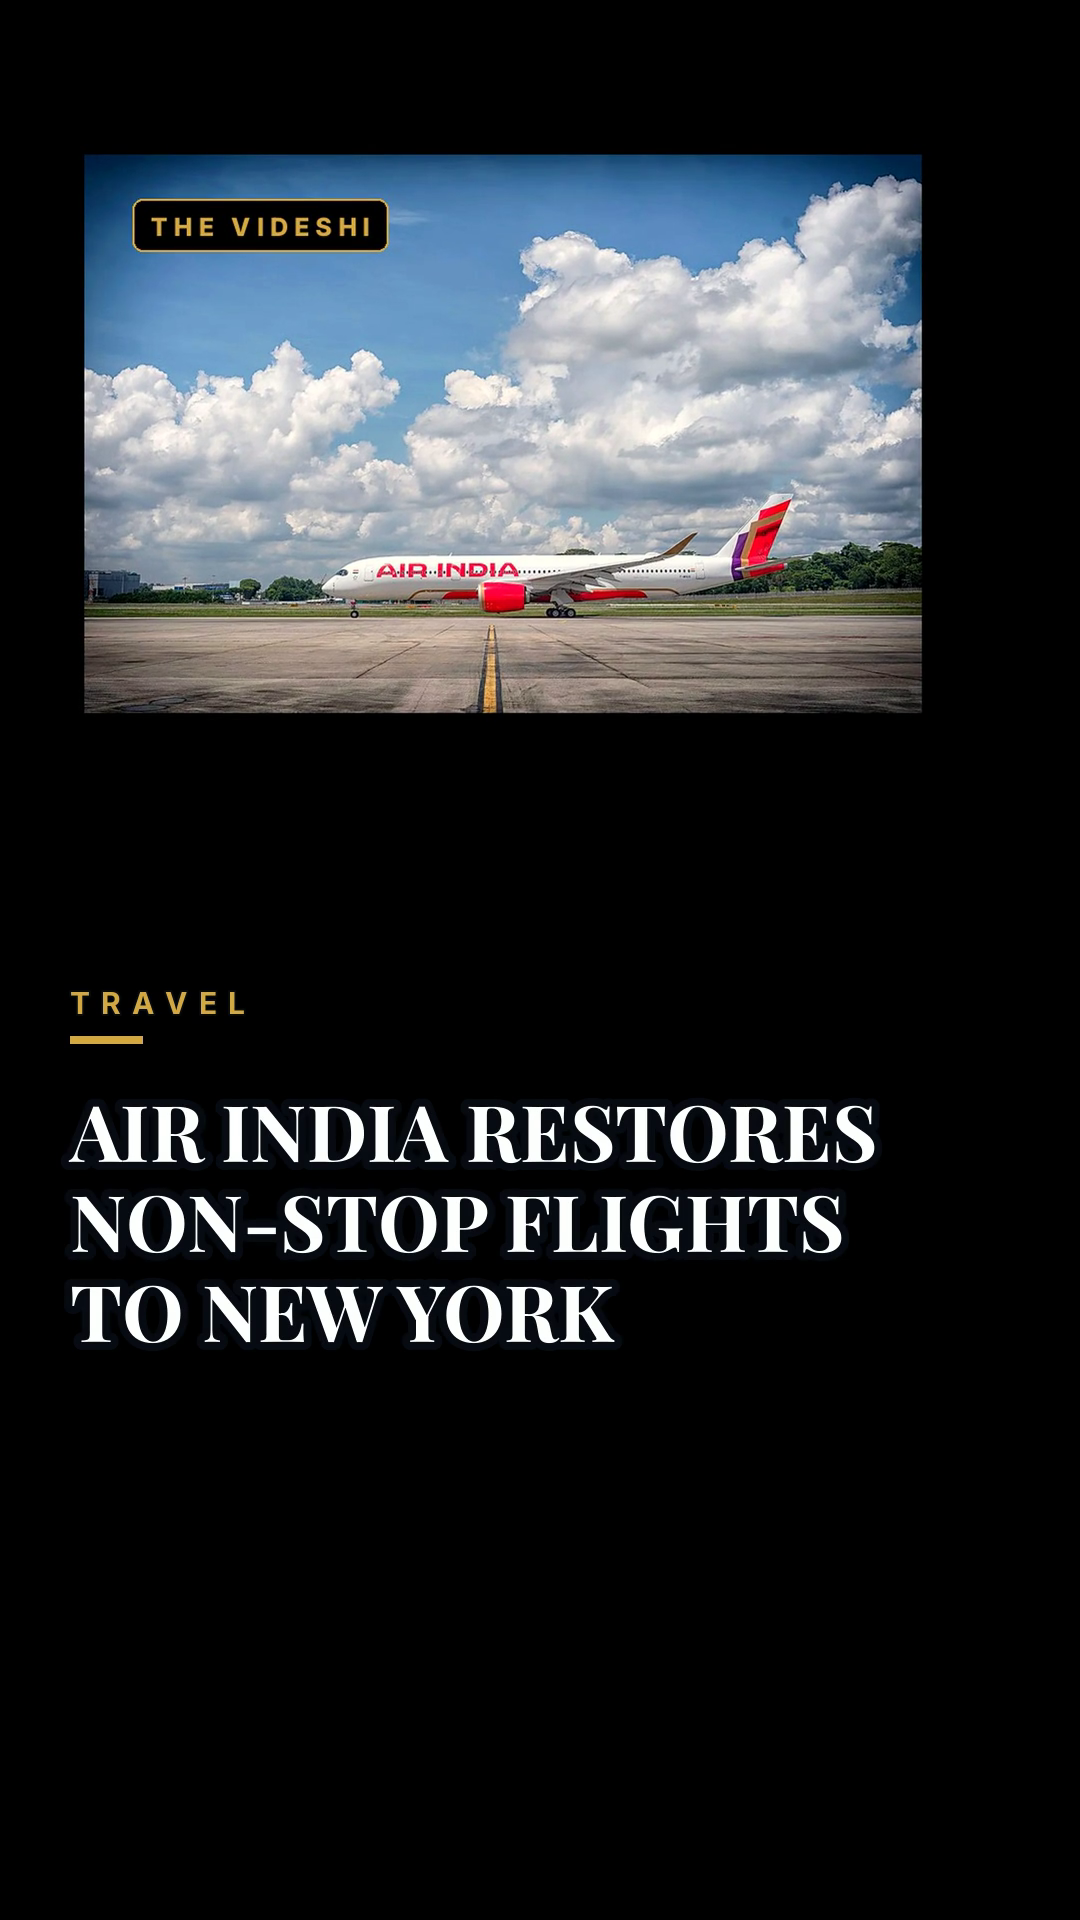 THE VIDESHI
AIR INDIA
TRAVEL
AIR INDIA RESTORES
NON-STOP FLIGHTS
TO NEW YORK